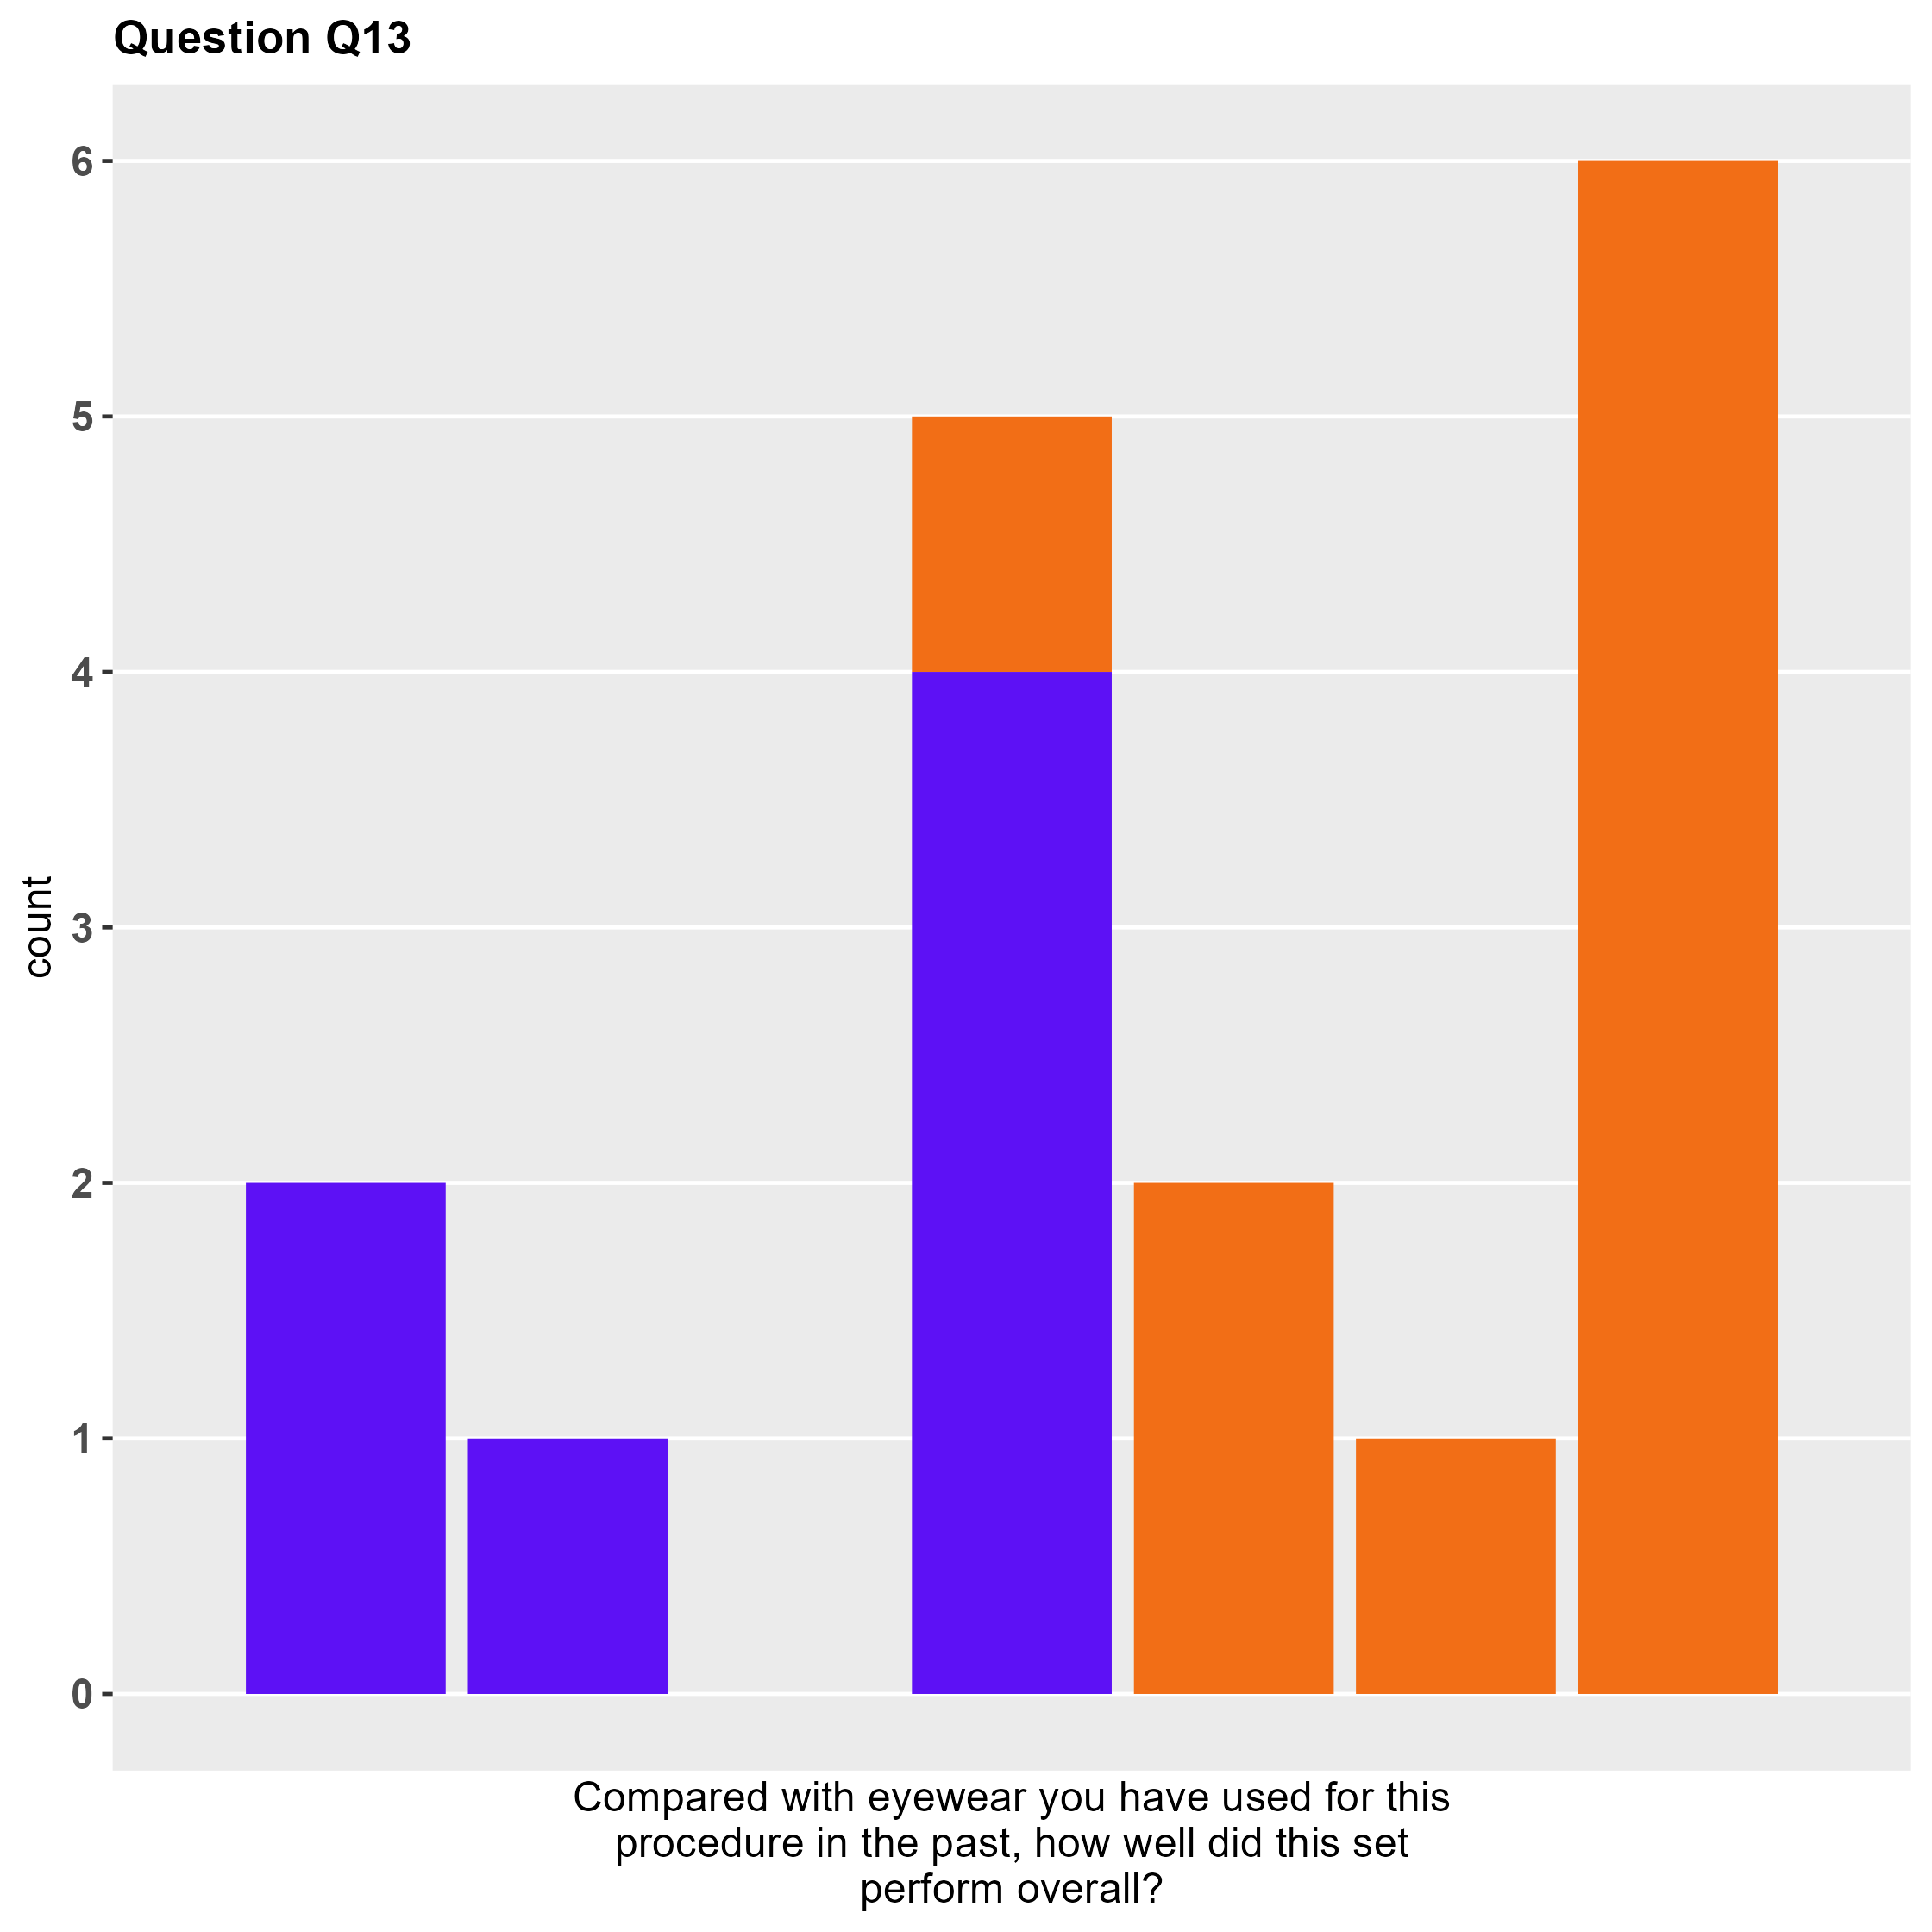 Question Q13
6
5
4
3
2
1
0
count
Compared with eyewear you have used for this
procedure in the past, how well did this set
perform overall?